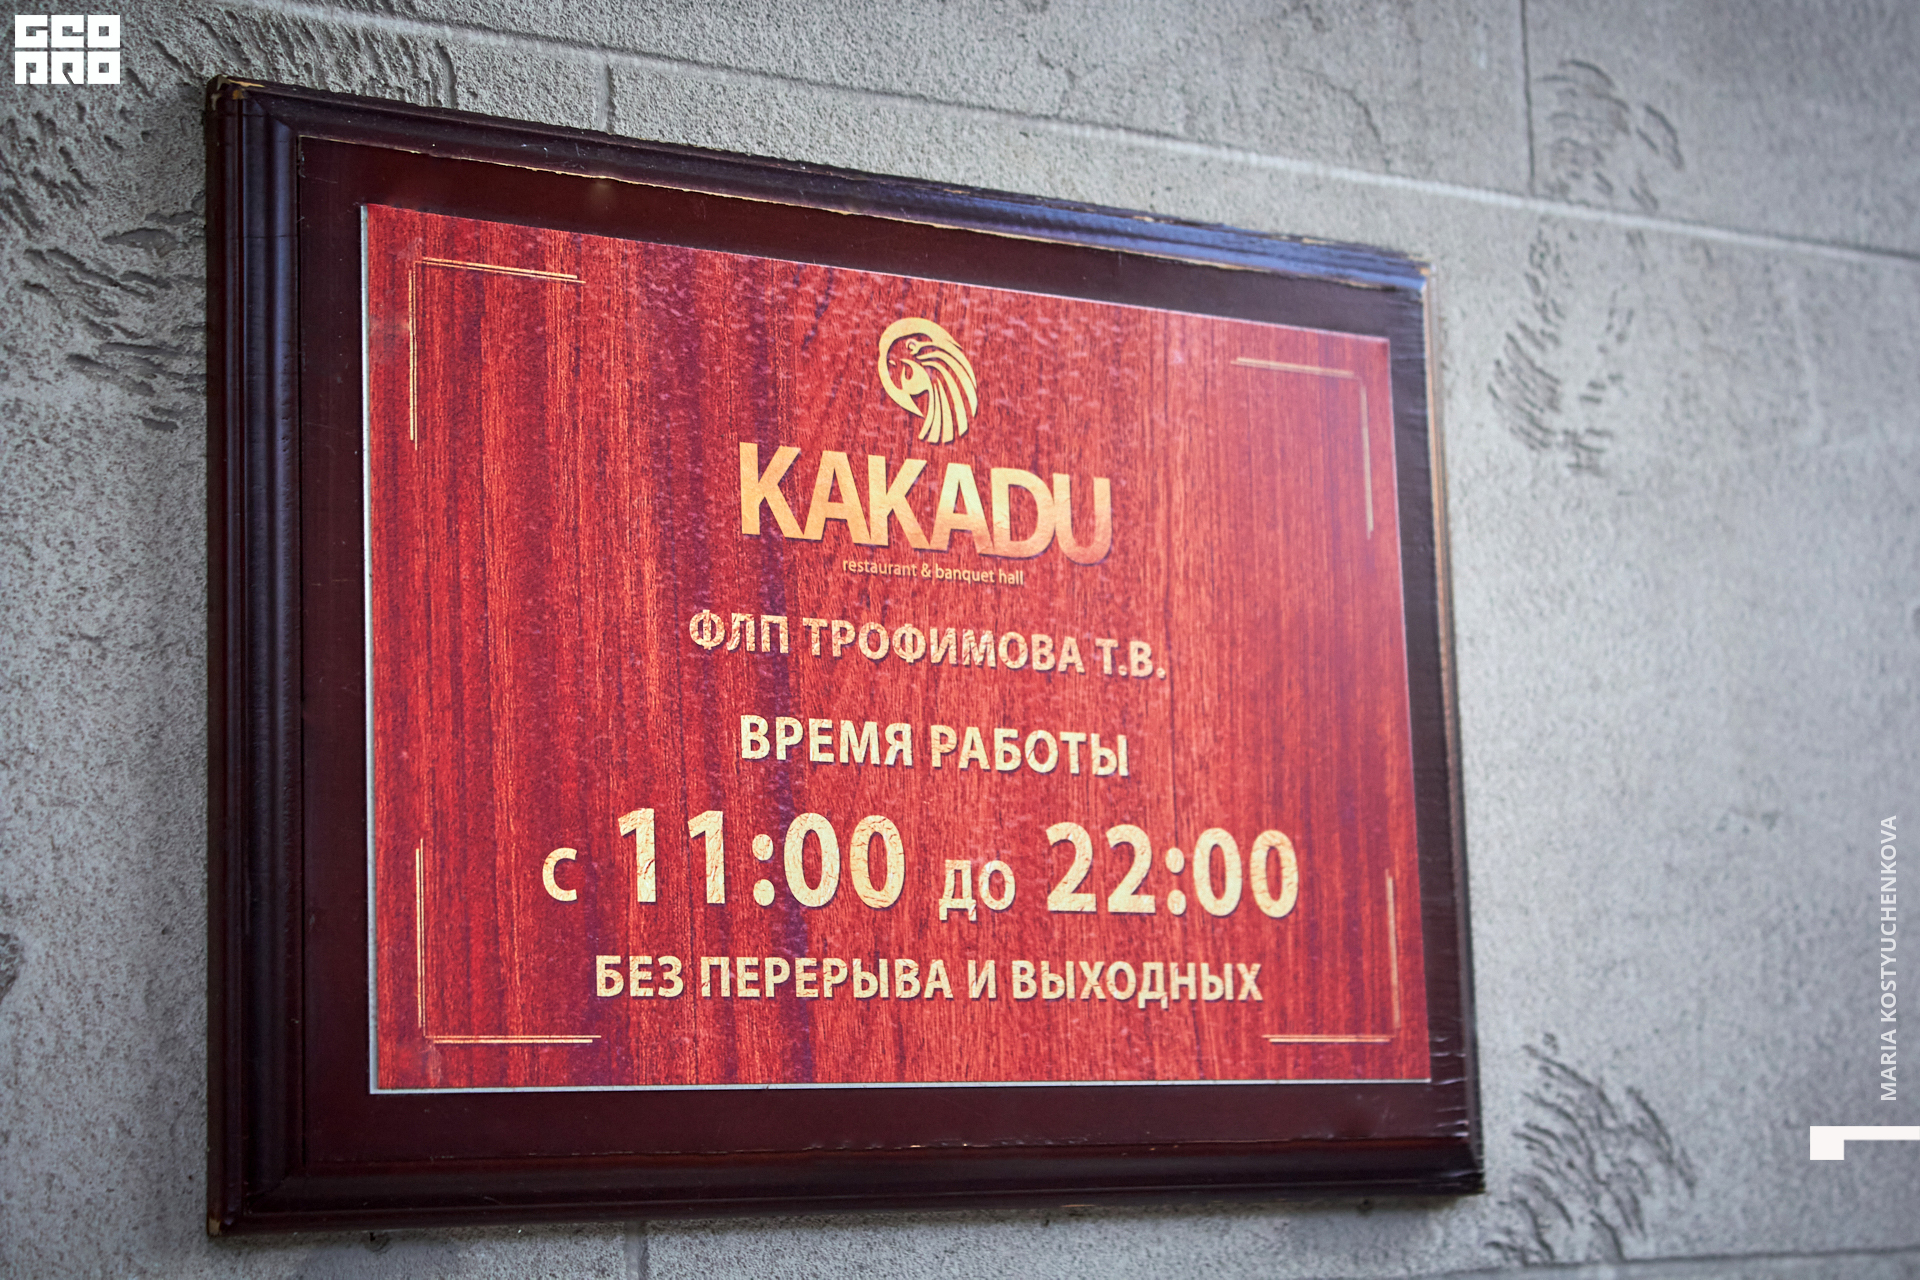 GEO
PRO
KAKADU
restaurant & banquet hall
ФЛП ТРОФИМОВА Т.В.
ВРЕМЯ РАБОТЫ
С 11:00 ДО 22:00
БЕЗ ПЕРЕРЫВА И ВЫХОДНЫХ
MARIA KOSTYUCHENKOVA